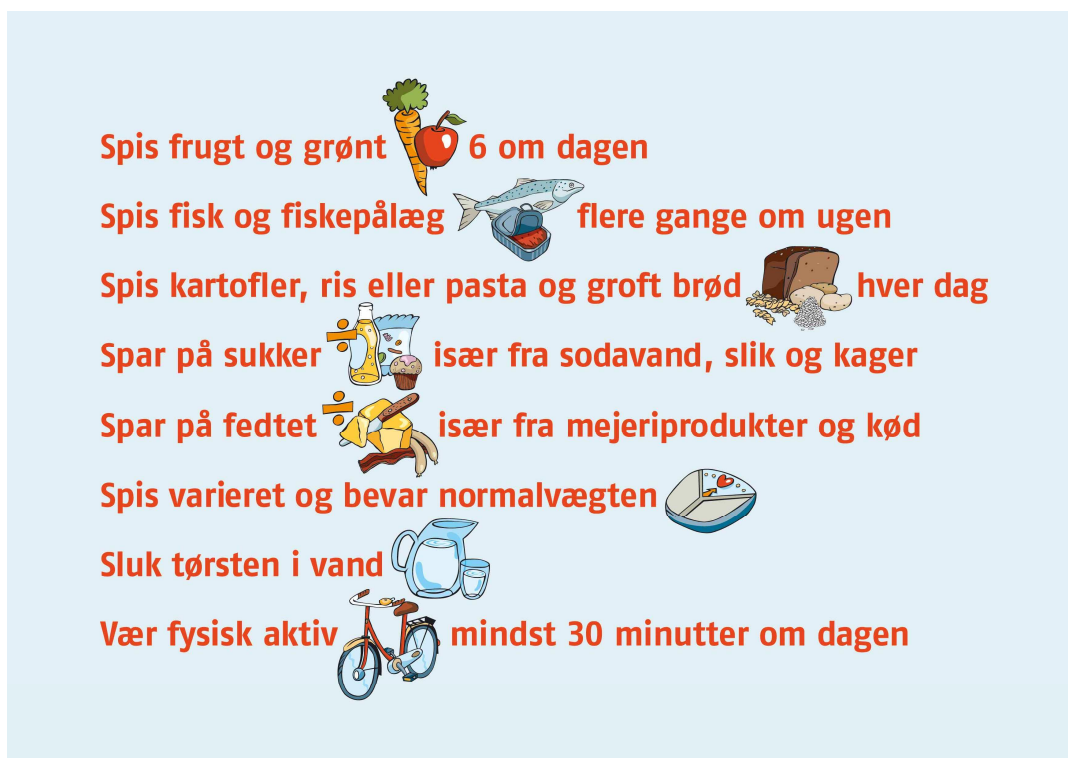 Spis frugt og grønt 6 om dagen
Spis fisk og fiskepålæg flere gange om ugen
Spis kartofler, ris eller pasta og groft brød hver dag
Spar på sukker især fra sodavand, slik og kager
Spar på fedtet især fra mejeriprodukter og kød
Spis varieret og bevar normalvægten
Sluk tørsten i vand
Vær fysisk aktiv mindst 30 minutter om dagen